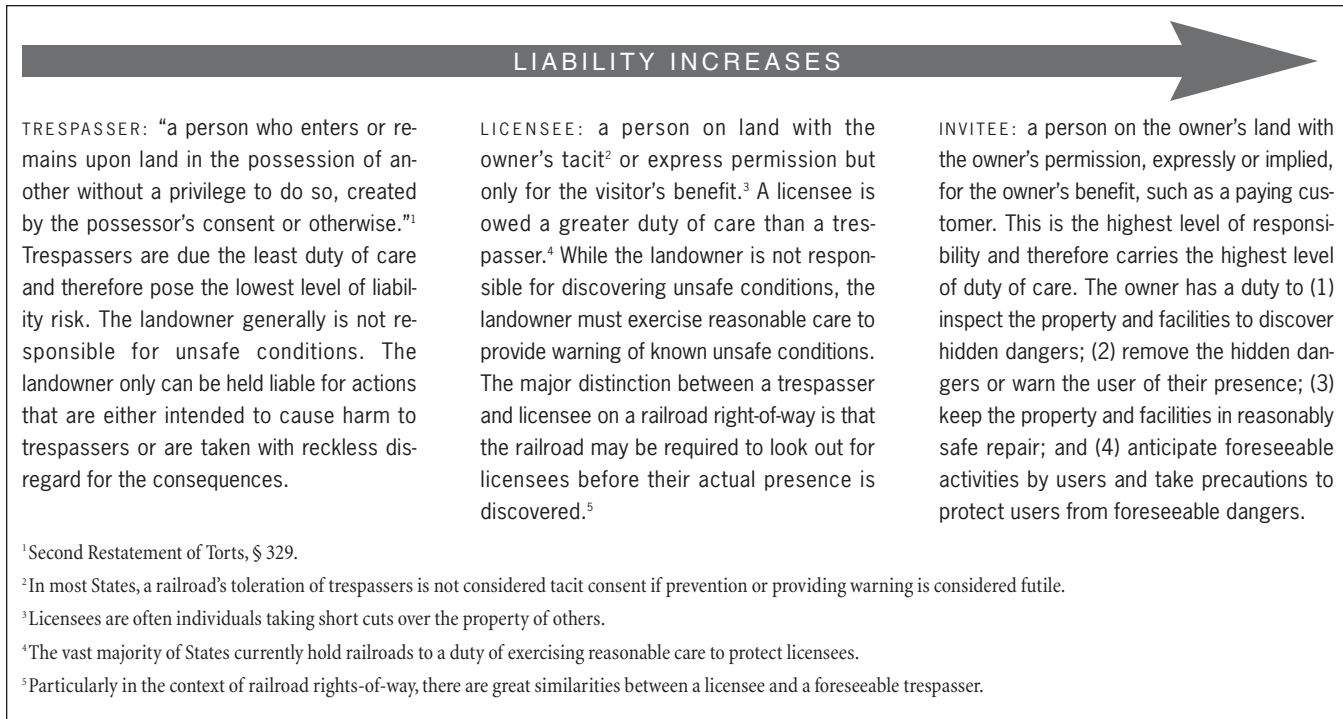 LIABILITY INCREASES
TRESPASSER: “a person who enters or re-
mains upon land in the possession of an-
other without a privilege to do so, created
by the possessor’s consent or otherwise.”¹
Trespassers are due the least duty of care
and therefore pose the lowest level of liabil-
ity risk. The landowner generally is not re-
sponsible for unsafe conditions. The
landowner only can be held liable for actions
that are either intended to cause harm to
trespassers or are taken with reckless dis-
regard for the consequences.
LICENSEE: a person on land with the
owner’s tacit² or express permission but
only for the visitor’s benefit.³ A licensee is
owed a greater duty of care than a tres-
passer.⁴ While the landowner is not respon-
sible for discovering unsafe conditions, the
landowner must exercise reasonable care to
provide warning of known unsafe conditions.
The major distinction between a trespasser
and licensee on a railroad right-of-way is that
the railroad may be required to look out for
licensees before their actual presence is
discovered.⁵
INVITEE: a person on the owner’s land with
the owner’s permission, expressly or implied,
for the owner’s benefit, such as a paying cus-
tomer. This is the highest level of responsi-
bility and therefore carries the highest level
of duty of care. The owner has a duty to (1)
inspect the property and facilities to discover
hidden dangers; (2) remove the hidden dan-
gers or warn the user of their presence; (3)
keep the property and facilities in reasonably
safe repair; and (4) anticipate foreseeable
activities by users and take precautions to
protect users from foreseeable dangers.
¹Second Restatement of Torts, § 329.
²In most States, a railroad’s toleration of trespassers is not considered tacit consent if prevention or providing warning is considered futile.
³Licensees are often individuals taking short cuts over the property of others.
⁴The vast majority of States currently hold railroads to a duty of exercising reasonable care to protect licensees.
⁵Particularly in the context of railroad rights-of-way, there are great similarities between a licensee and a foreseeable trespasser.